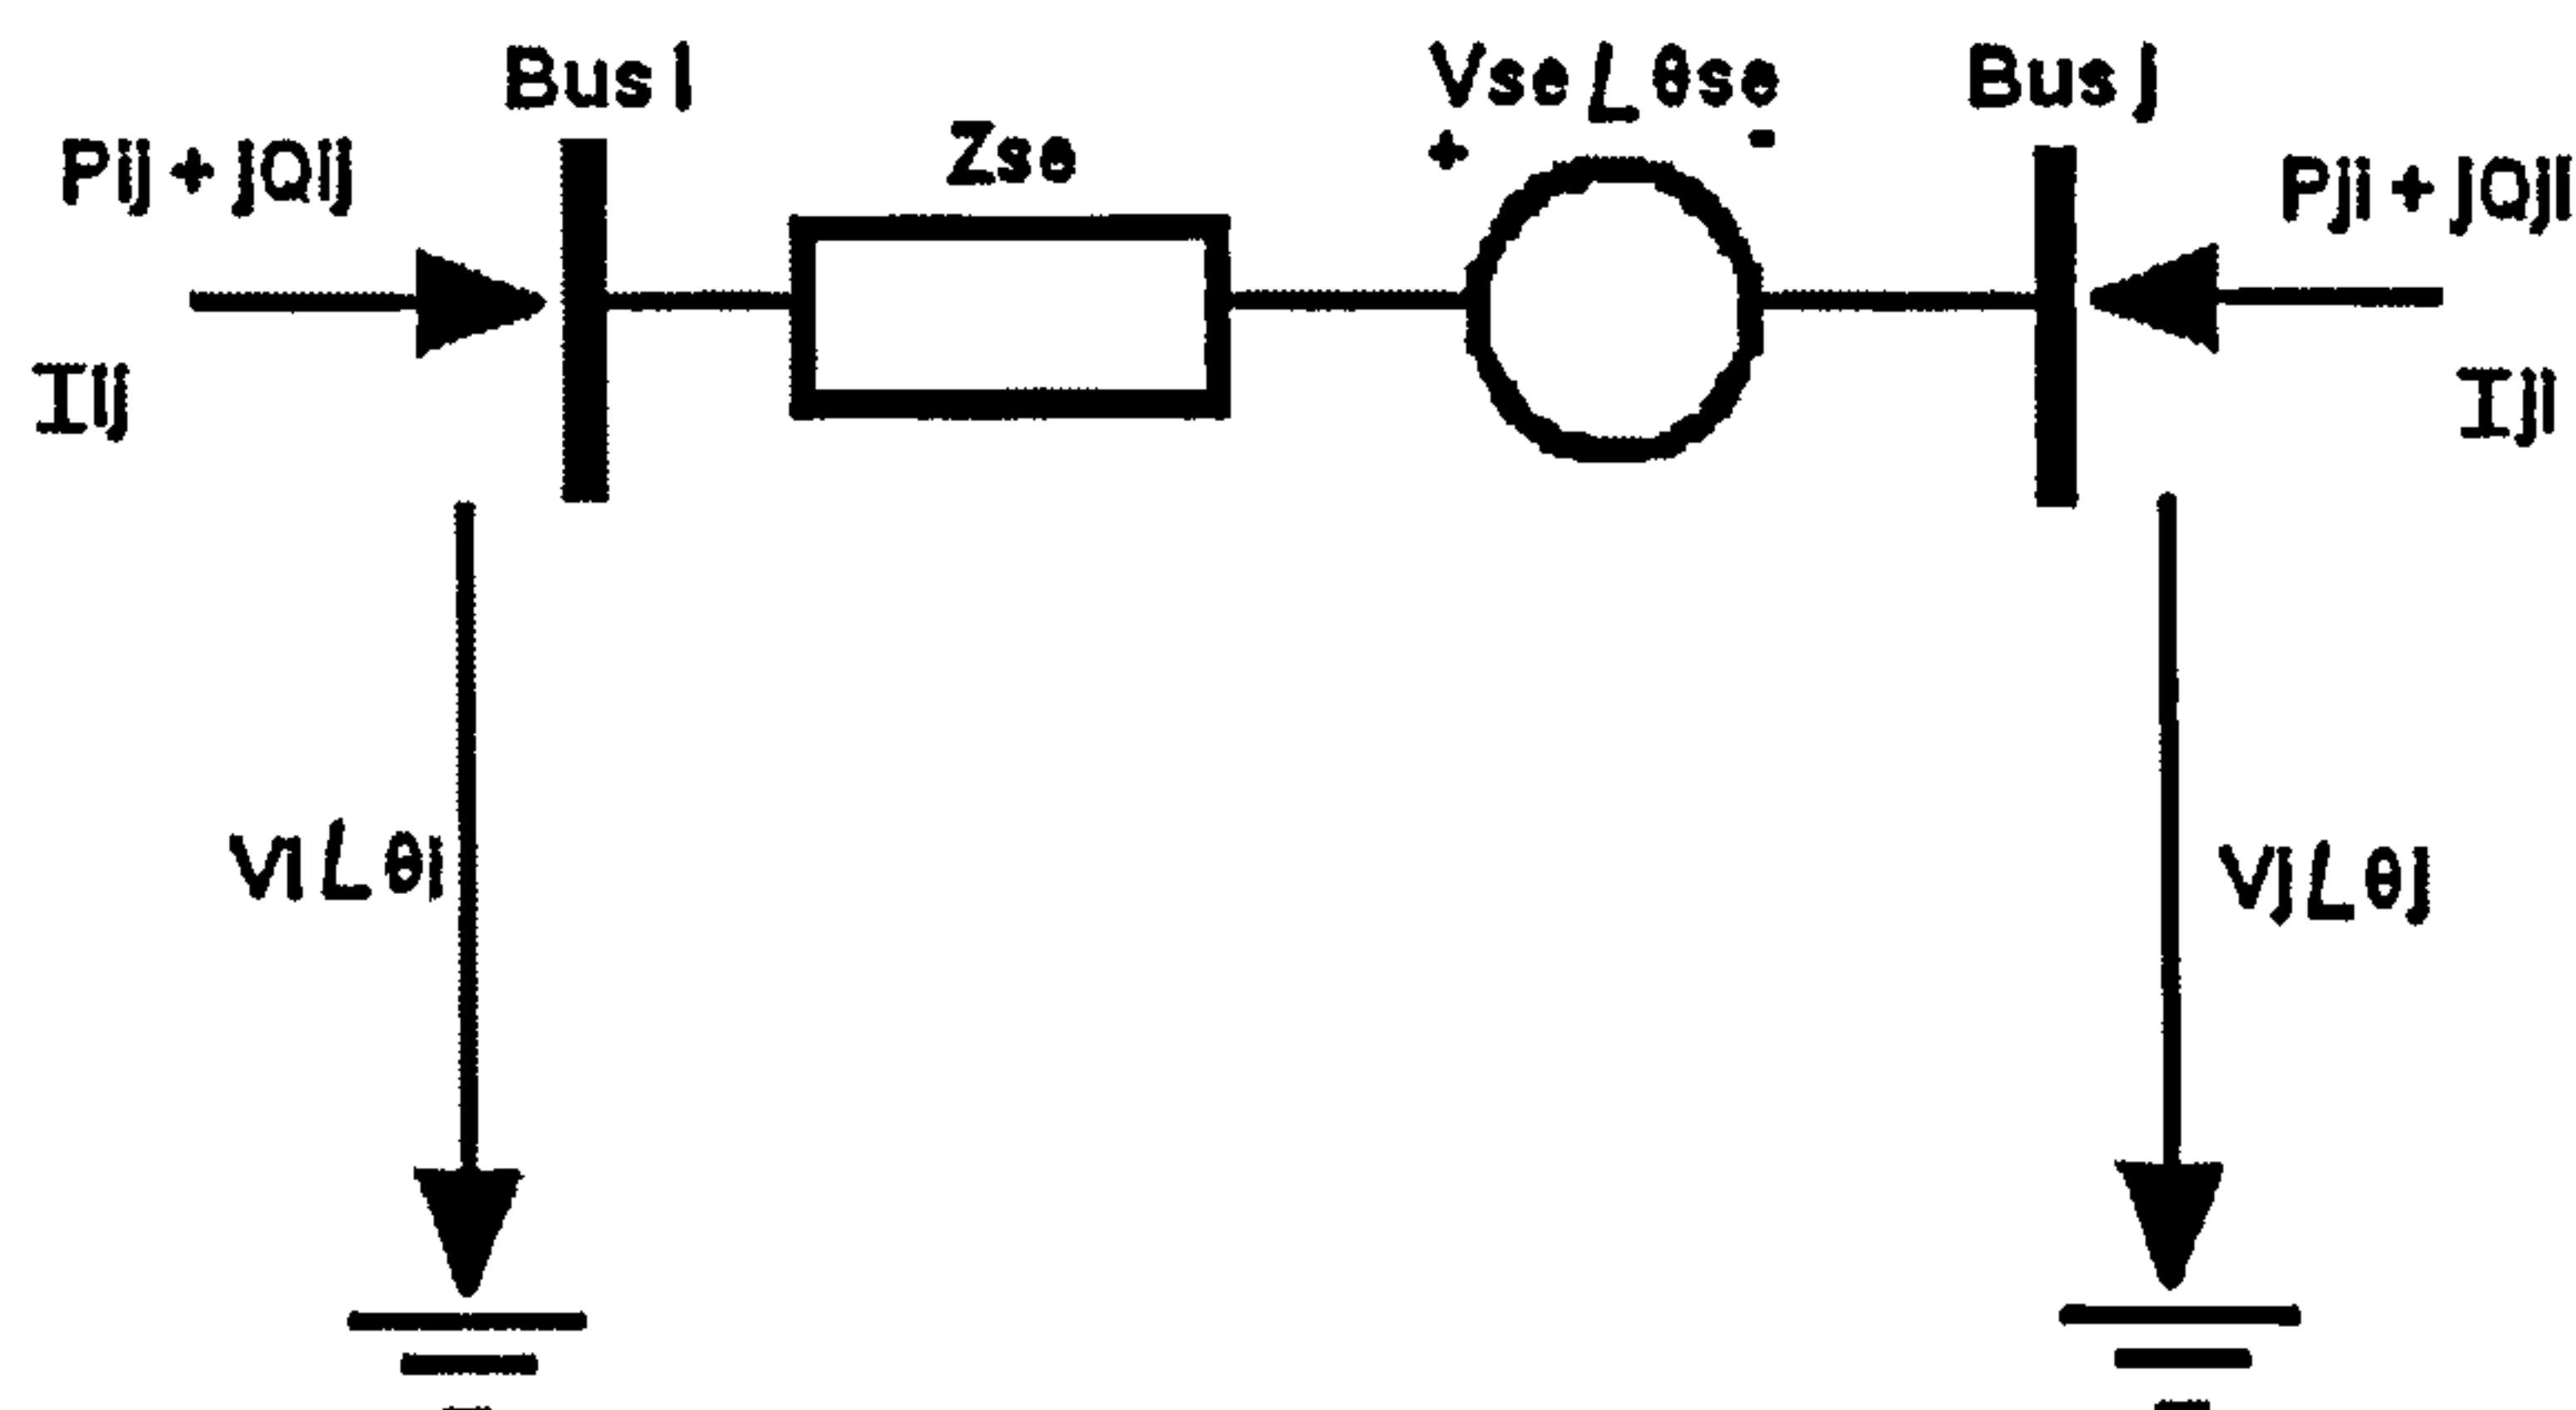 Bus i
Vse∠θse
Bus j
+ -
Pij + jQij
Zse
Pji + jQji
Iij
Iji
Vi∠θi
Vj∠θj